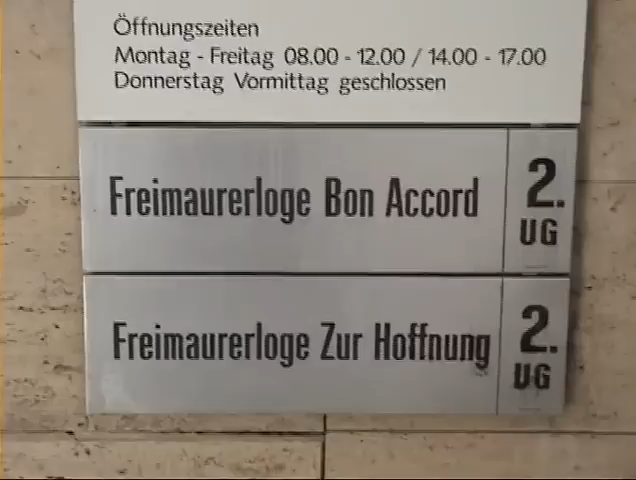 Öffnungszeiten
Montag - Freitag 08.00 - 12.00 / 14.00 - 17.00
Donnerstag Vormittag geschlossen
Freimaurerloge Bon Accord 2. UG
Freimaurerloge Zur Hoffnung 2. UG